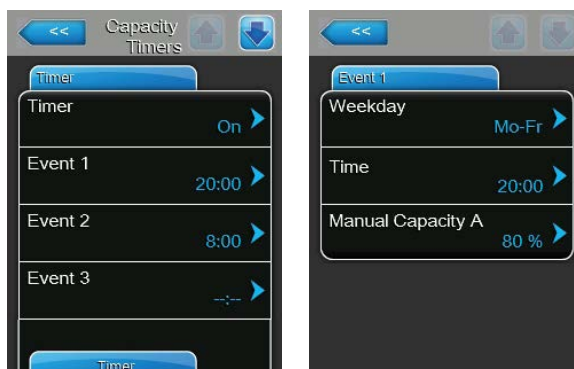 <<
Capacity
Timers
Timer
Timer
On
Event 1
20:00
Event 2
8:00
Event 3
--:--
Timer
<<
Event 1
Weekday
Mo-Fr
Time
20:00
Manual Capacity A
80 %